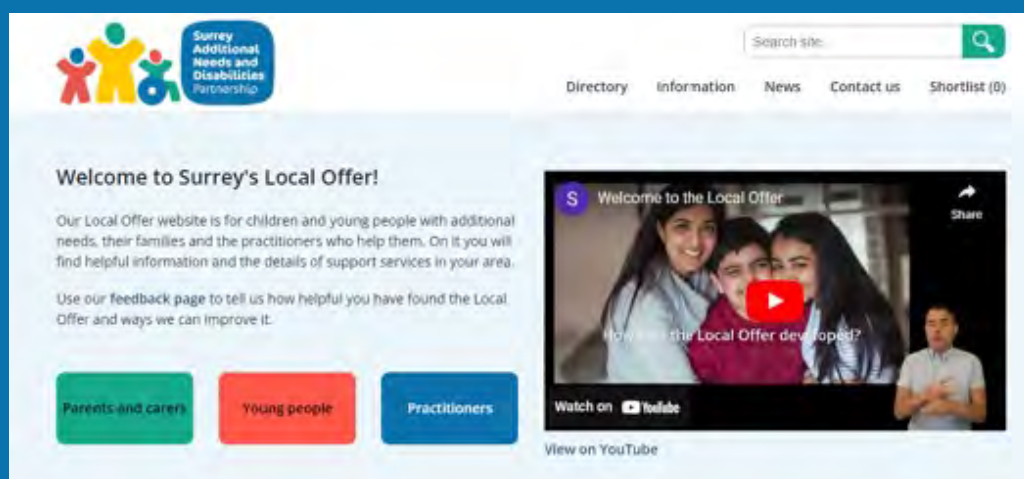 Surrey
Additional
Needs and
Disabilities
Partnership
Search site
Directory Information News Contact us Shortlist (0)
Welcome to Surrey's Local Offer!
Our Local Offer website is for children and young people with additional
needs, their families and the practitioners who help them. On it you will
find helpful information and the details of support services in your area.
Use our feedback page to tell us how helpful you have found the Local
Offer and ways we can improve it.
Parents and carers Young people Practitioners
S Welcome to the Local Offer
Share
the Local Offer developed?
Watch on YouTube
View on YouTube